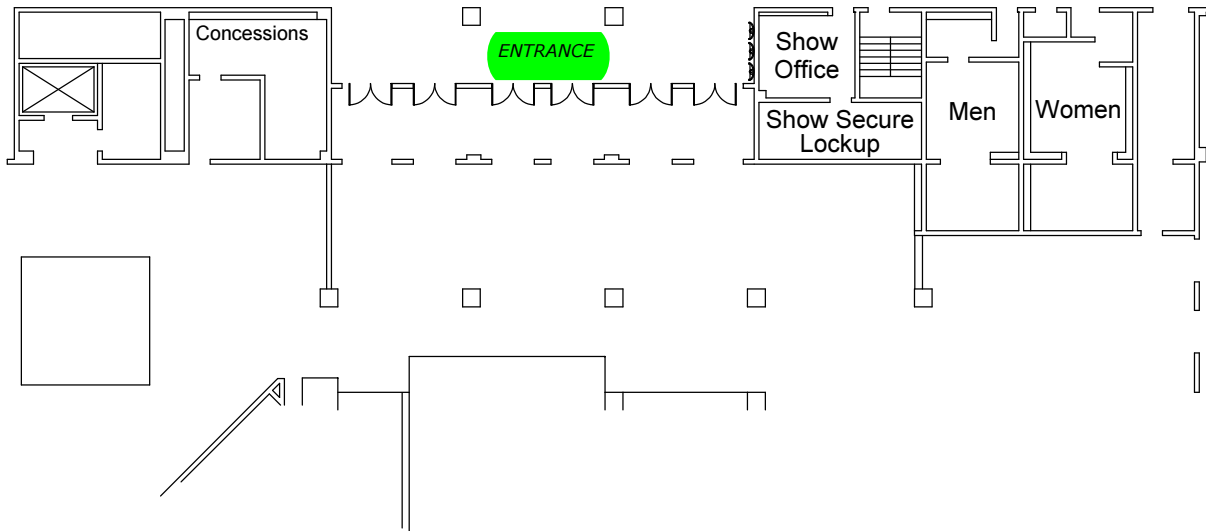 Concessions
ENTRANCE
Show
Office
Show Secure
Lockup
Men
Women